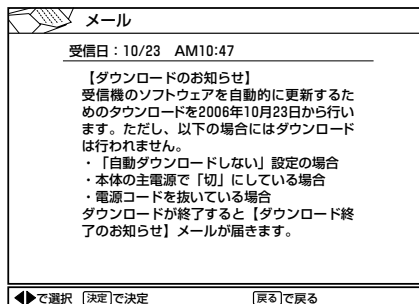 メール
受信日：10/23　AM10:47
【ダウンロードのお知らせ】
受信機のソフトウェアを自動的に更新するた
めのダウンロードを2006年10月23日から行い
ます。ただし、以下の場合にはダウンロード
は行われません。
・「自動ダウンロードしない」設定の場合
・本体の主電源で「切」にしている場合
・電源コードを抜いている場合
ダウンロードが終了すると【ダウンロード終
了のお知らせ】メールが届きます。
◀▶で選択　決定で決定　戻るで戻る